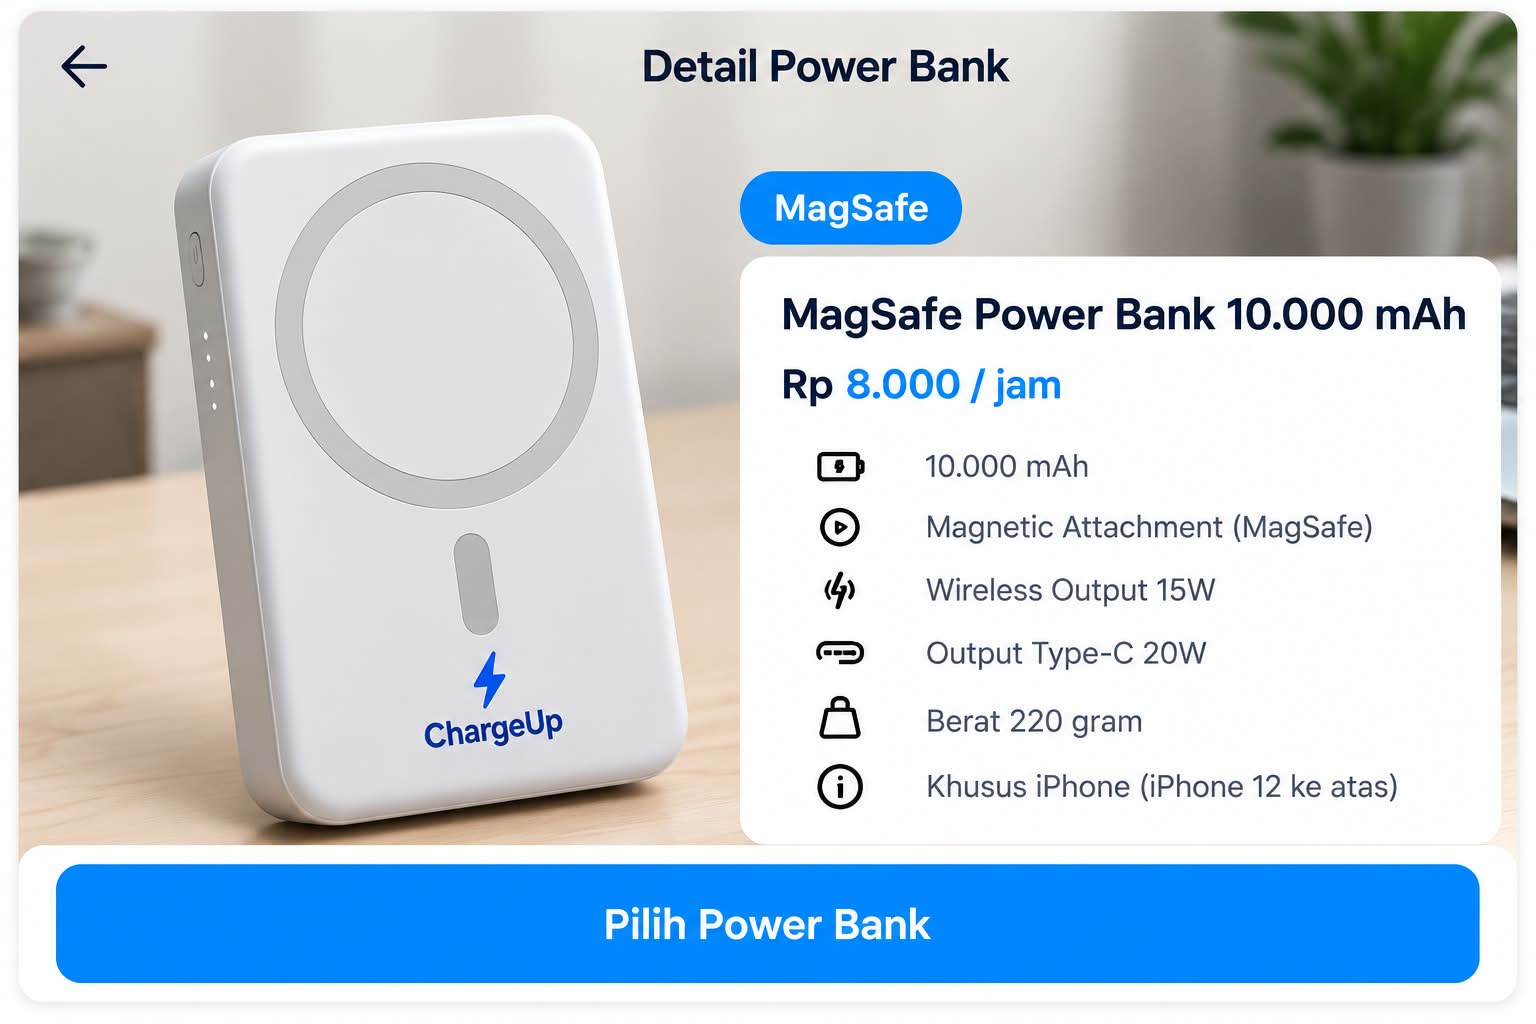 Detail Power Bank
MagSafe
MagSafe Power Bank 10.000 mAh
Rp 8.000 / jam
10.000 mAh
Magnetic Attachment (MagSafe)
Wireless Output 15W
Output Type-C 20W
Berat 220 gram
Khusus iPhone (iPhone 12 ke atas)
ChargeUp
Pilih Power Bank